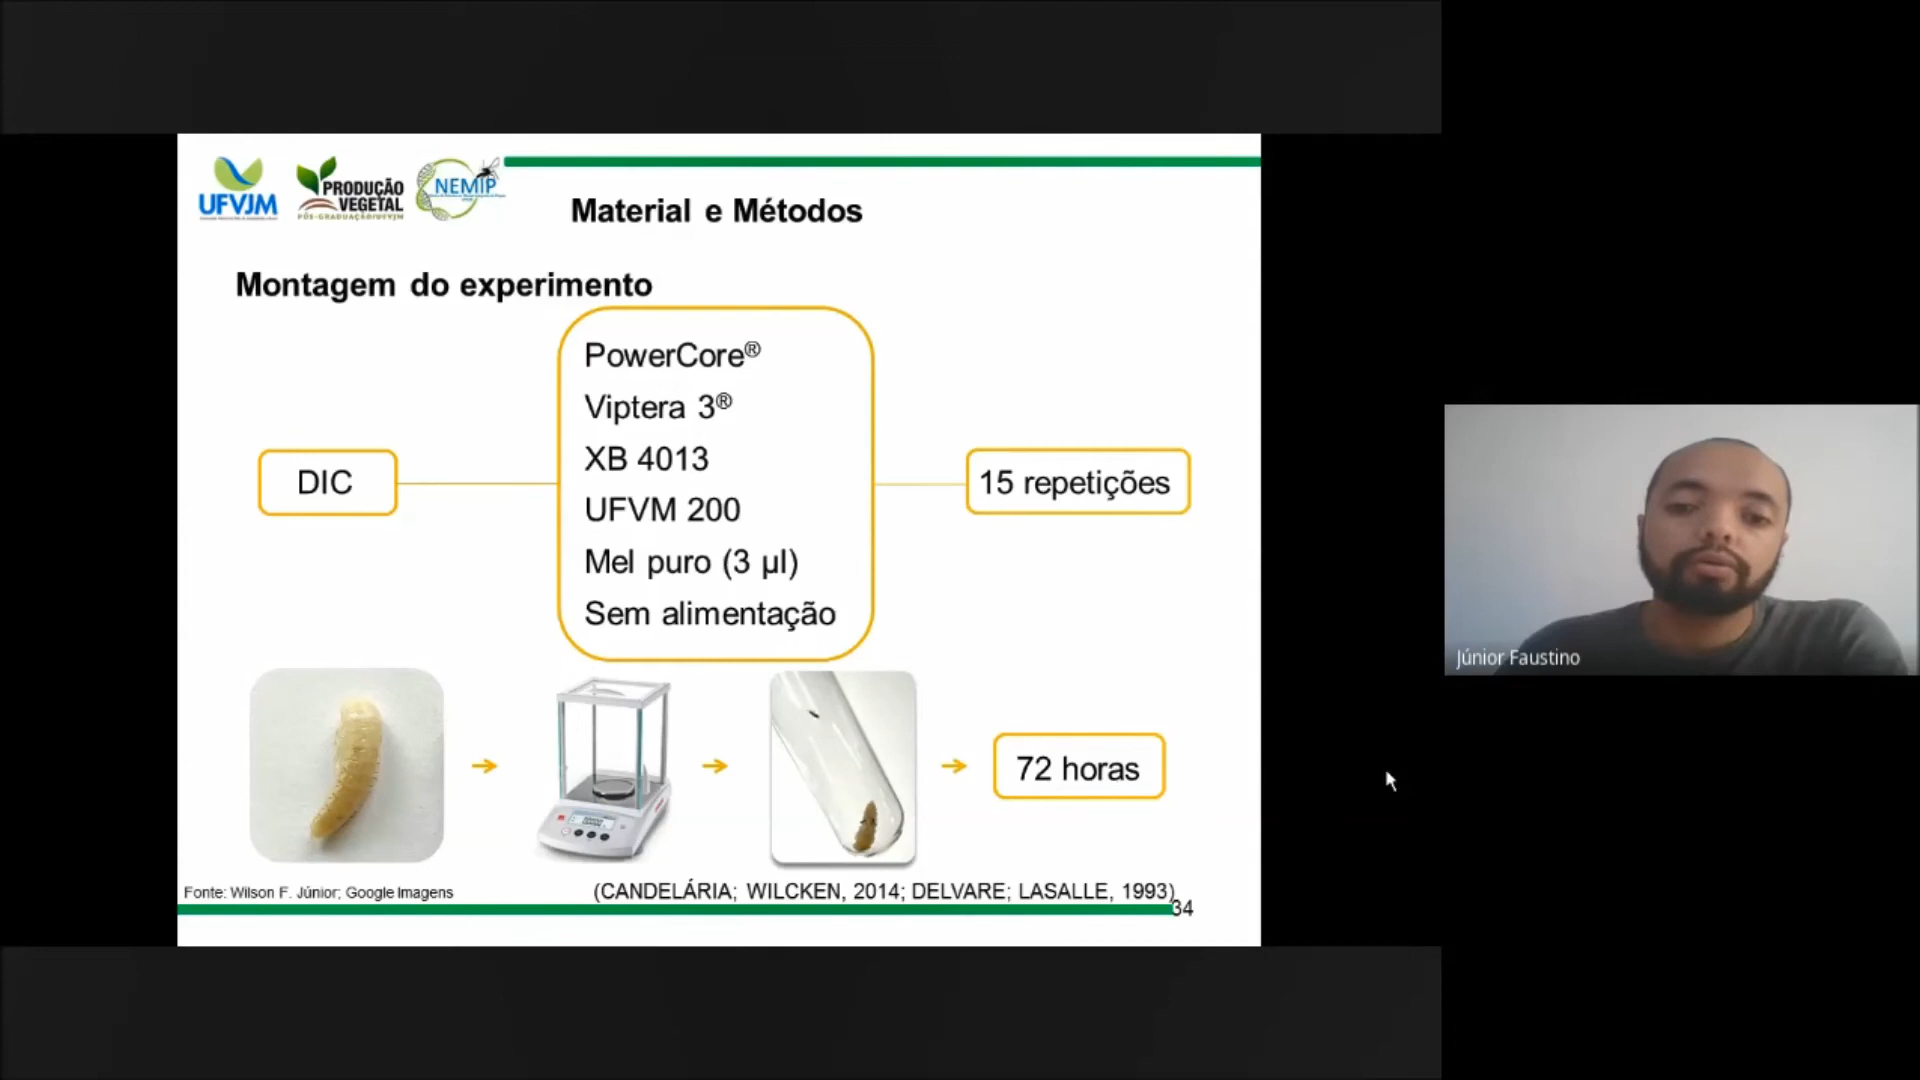 UFVJM
PRODUÇÃO
VEGETAL
PÓS-GRADUAÇÃO/UFVJM
NEMIP
Material e Métodos
Montagem do experimento
PowerCore®
Viptera 3®
XB 4013
UFVM 200
Mel puro (3 µl)
Sem alimentação
DIC
15 repetições
72 horas
Fonte: Wilson F. Júnior; Google Imagens
(CANDELÁRIA; WILCKEN, 2014; DELVARE; LASALLE, 1993)
34
Júnior Faustino